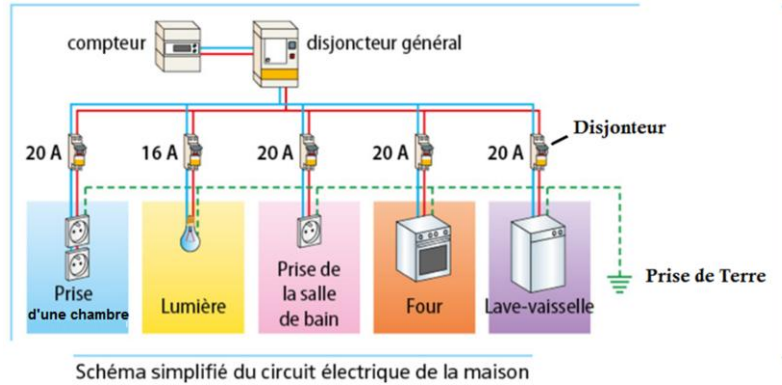 compteur
disjoncteur général
Disjonteur
20 A
16 A
20 A
20 A
20 A
Prise
d'une chambre
Lumière
Prise de
la salle
de bain
Four
Lave-vaisselle
Prise de Terre
Schéma simplifié du circuit électrique de la maison